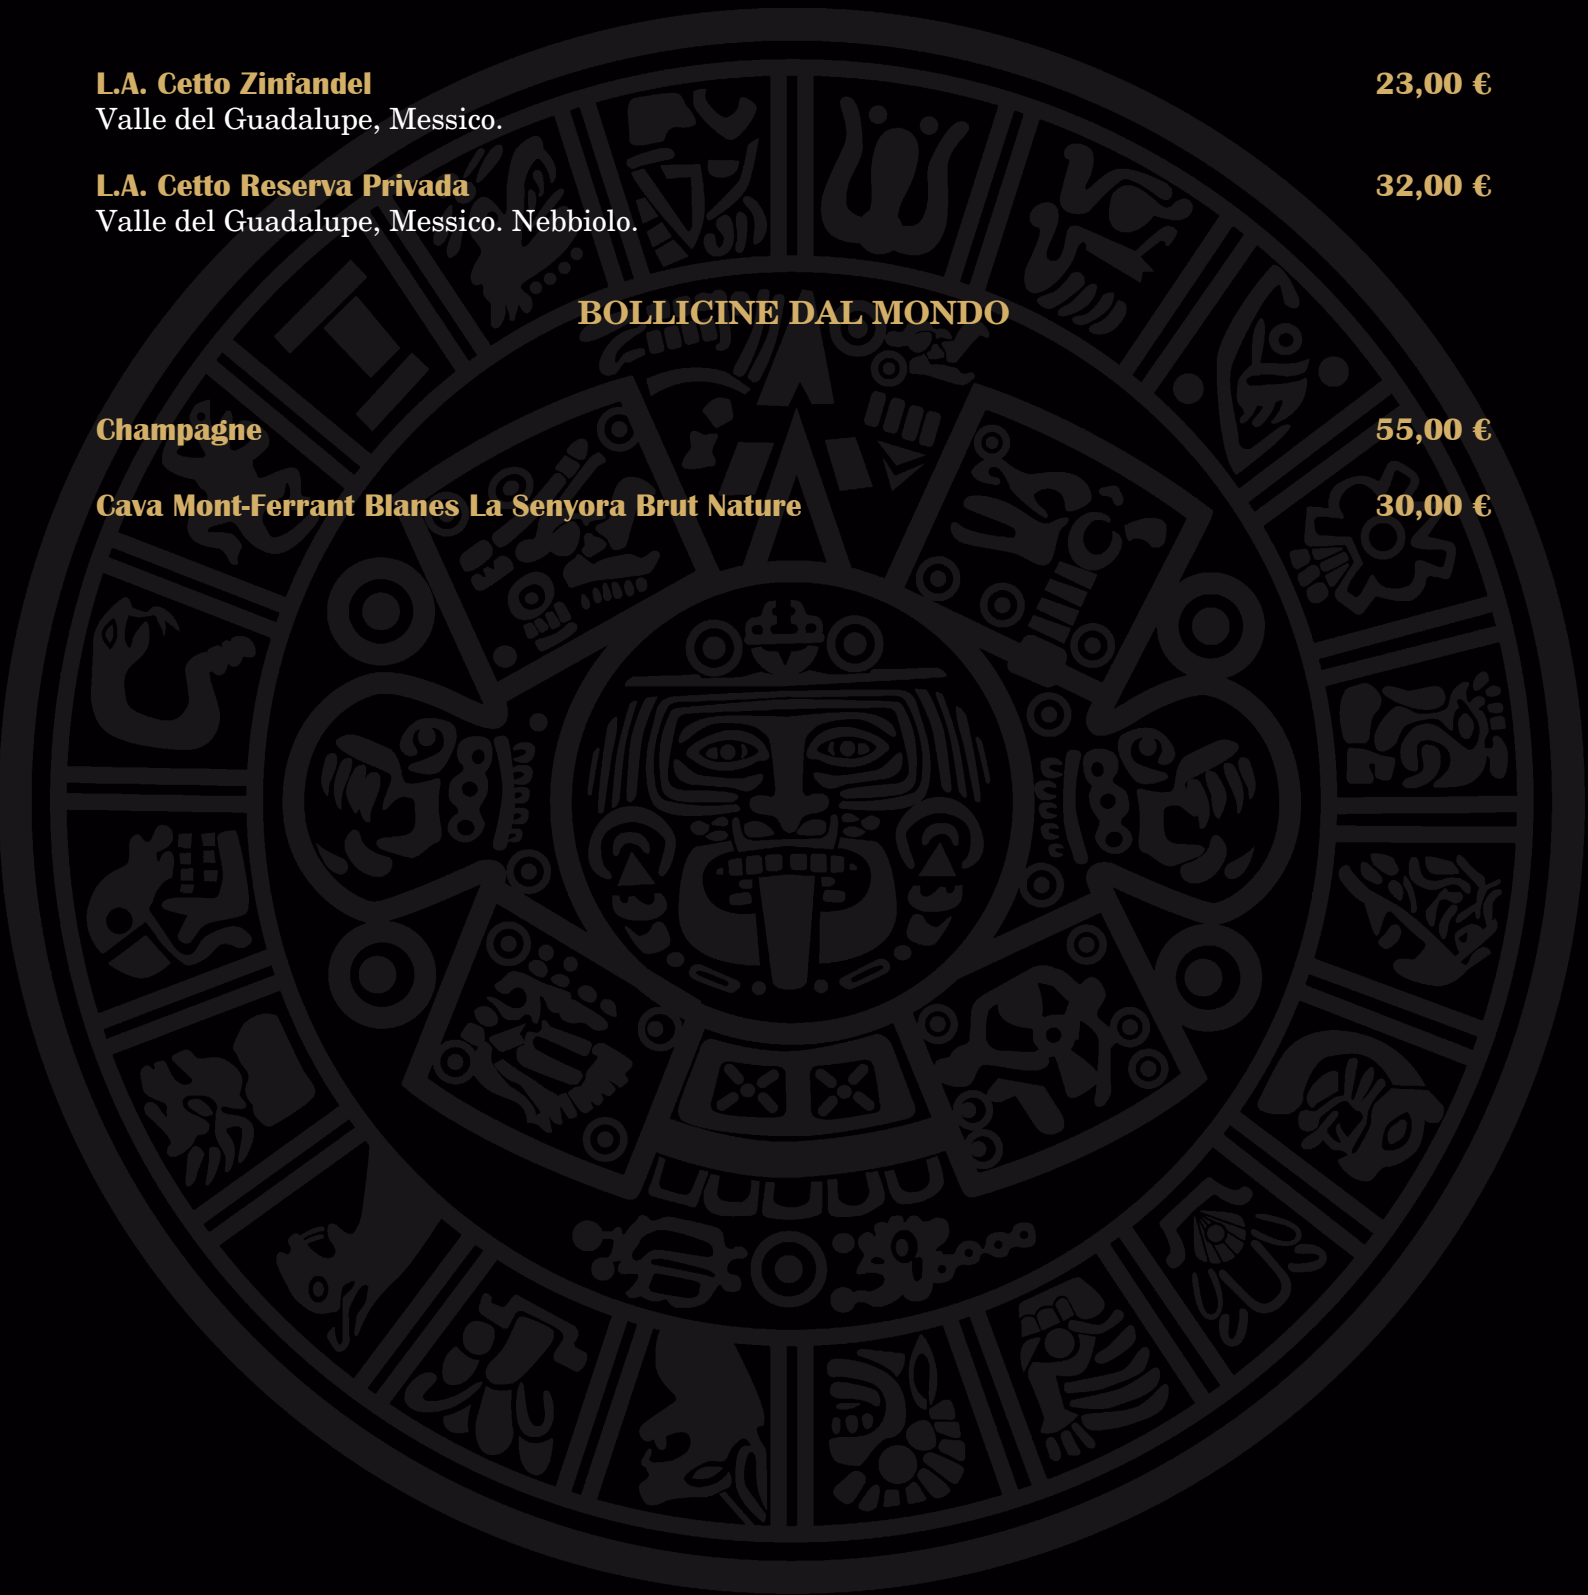 L.A. Cetto Zinfandel 23,00 €
Valle del Guadalupe, Messico.
L.A. Cetto Reserva Privada 32,00 €
Valle del Guadalupe, Messico. Nebbiolo.
BOLLICINE DAL MONDO
Champagne 55,00 €
Cava Mont-Ferrant Blanes La Senyora Brut Nature 30,00 €